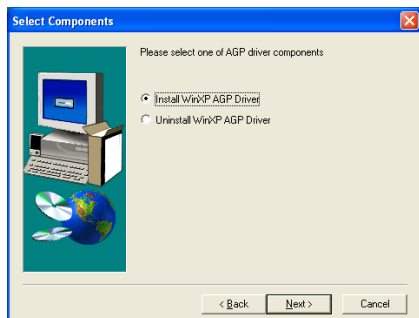 Select Components
Please select one of AGP driver components
Install WinXP AGP Driver
Uninstall WinXP AGP Driver
< Back
Next >
Cancel